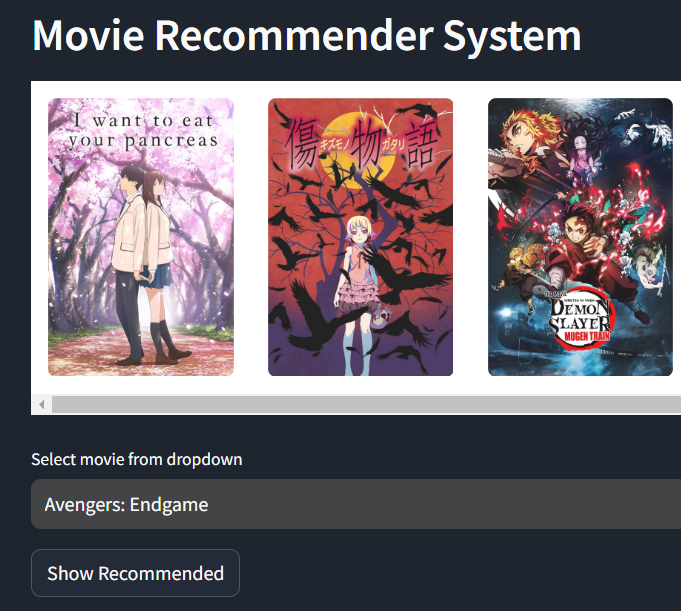 Movie Recommender System
I want to eat
your pancreas
傷物語
キズモノ ガタリ
DEMON
SLAYER
MUGEN TRAIN
Select movie from dropdown
Avengers: Endgame
Show Recommended